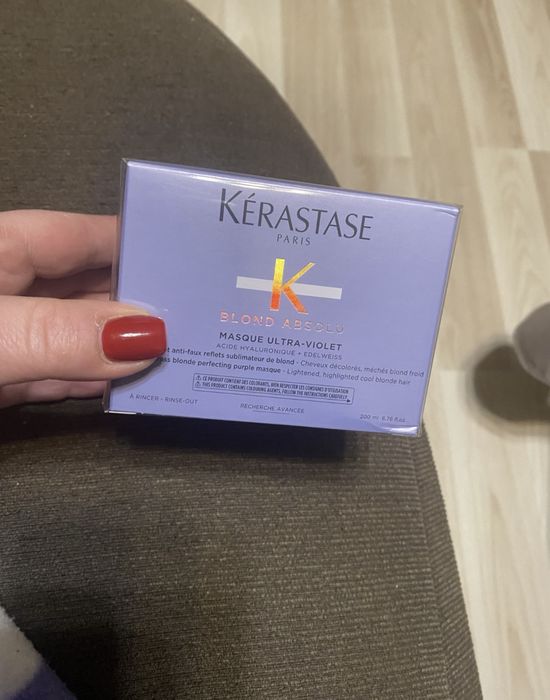 KÉRASTASE
PARIS
K
BLOND ABSOLU
MASQUE ULTRA-VIOLET
ACIDE HYALURONIQUE + EDELWEISS
anti-faux reflets sublimateur de blond - Cheveux décolorés, méchés blond froid
blonde perfecting purple masque - Lightened, highlighted cool blonde hair
CE PRODUIT CONTIENT DES COLORANTS, BIEN RESPECTER LES CONSIGNES D'UTILISATION
THIS PRODUCT CONTAINS COLOURING AGENTS, FOLLOW THE INSTRUCTIONS CAREFULLY.
À RINCER - RINSE-OUT
RECHERCHE AVANCÉE
200 ml 6.76 fl.oz.